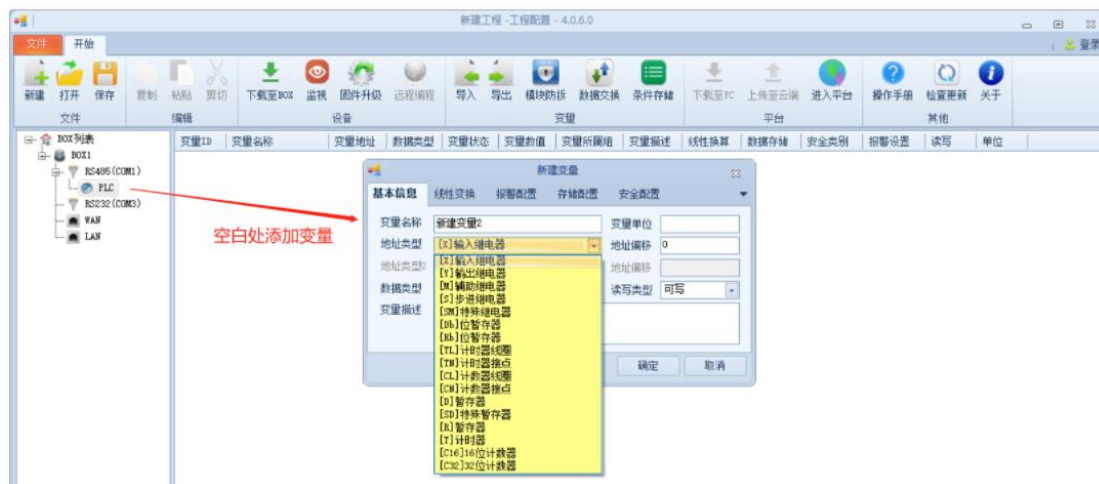 新建工程 -工程配置 - 4.0.6.0
文件 开始 登录
新建 打开 保存 复制 粘贴 剪切 下载至BOX 监视 固件升级 远程编程 导入 导出 模块防拆 数据交换 条件存储 下载至PC 上传至云端 进入平台 操作手册 检查更新 关于
文件 编辑 设备 变量 平台 其他
BOX列表
BOX1
RS485(COM1)
PLC
RS232(COM3)
WAN
LAN
变量ID 变量名称 变量地址 数据类型 变量状态 变量数值 变量所属组 变量描述 线性换算 数据存储 安全类别 报警设置 读写 单位
空白处添加变量
新建变量
基本信息 线性变换 报警配置 存储配置 安全配置
变量名称 新建变量2 变量单位
地址类型 [X]输入继电器 地址偏移 0
地址类型2 地址偏移
数据类型 读写类型 可写
变量描述
[X]输入继电器
[Y]输出继电器
[M]辅助继电器
[S]步进继电器
[SM]特殊继电器
[Db]位暂存器
[Rb]位暂存器
[TL]计时器线圈
[TN]计时器接点
[CL]计数器线圈
[CN]计数器接点
[D]暂存器
[SD]特殊暂存器
[R]暂存器
[T]计时器
[C16]16位计数器
[C32]32位计数器
确定 取消